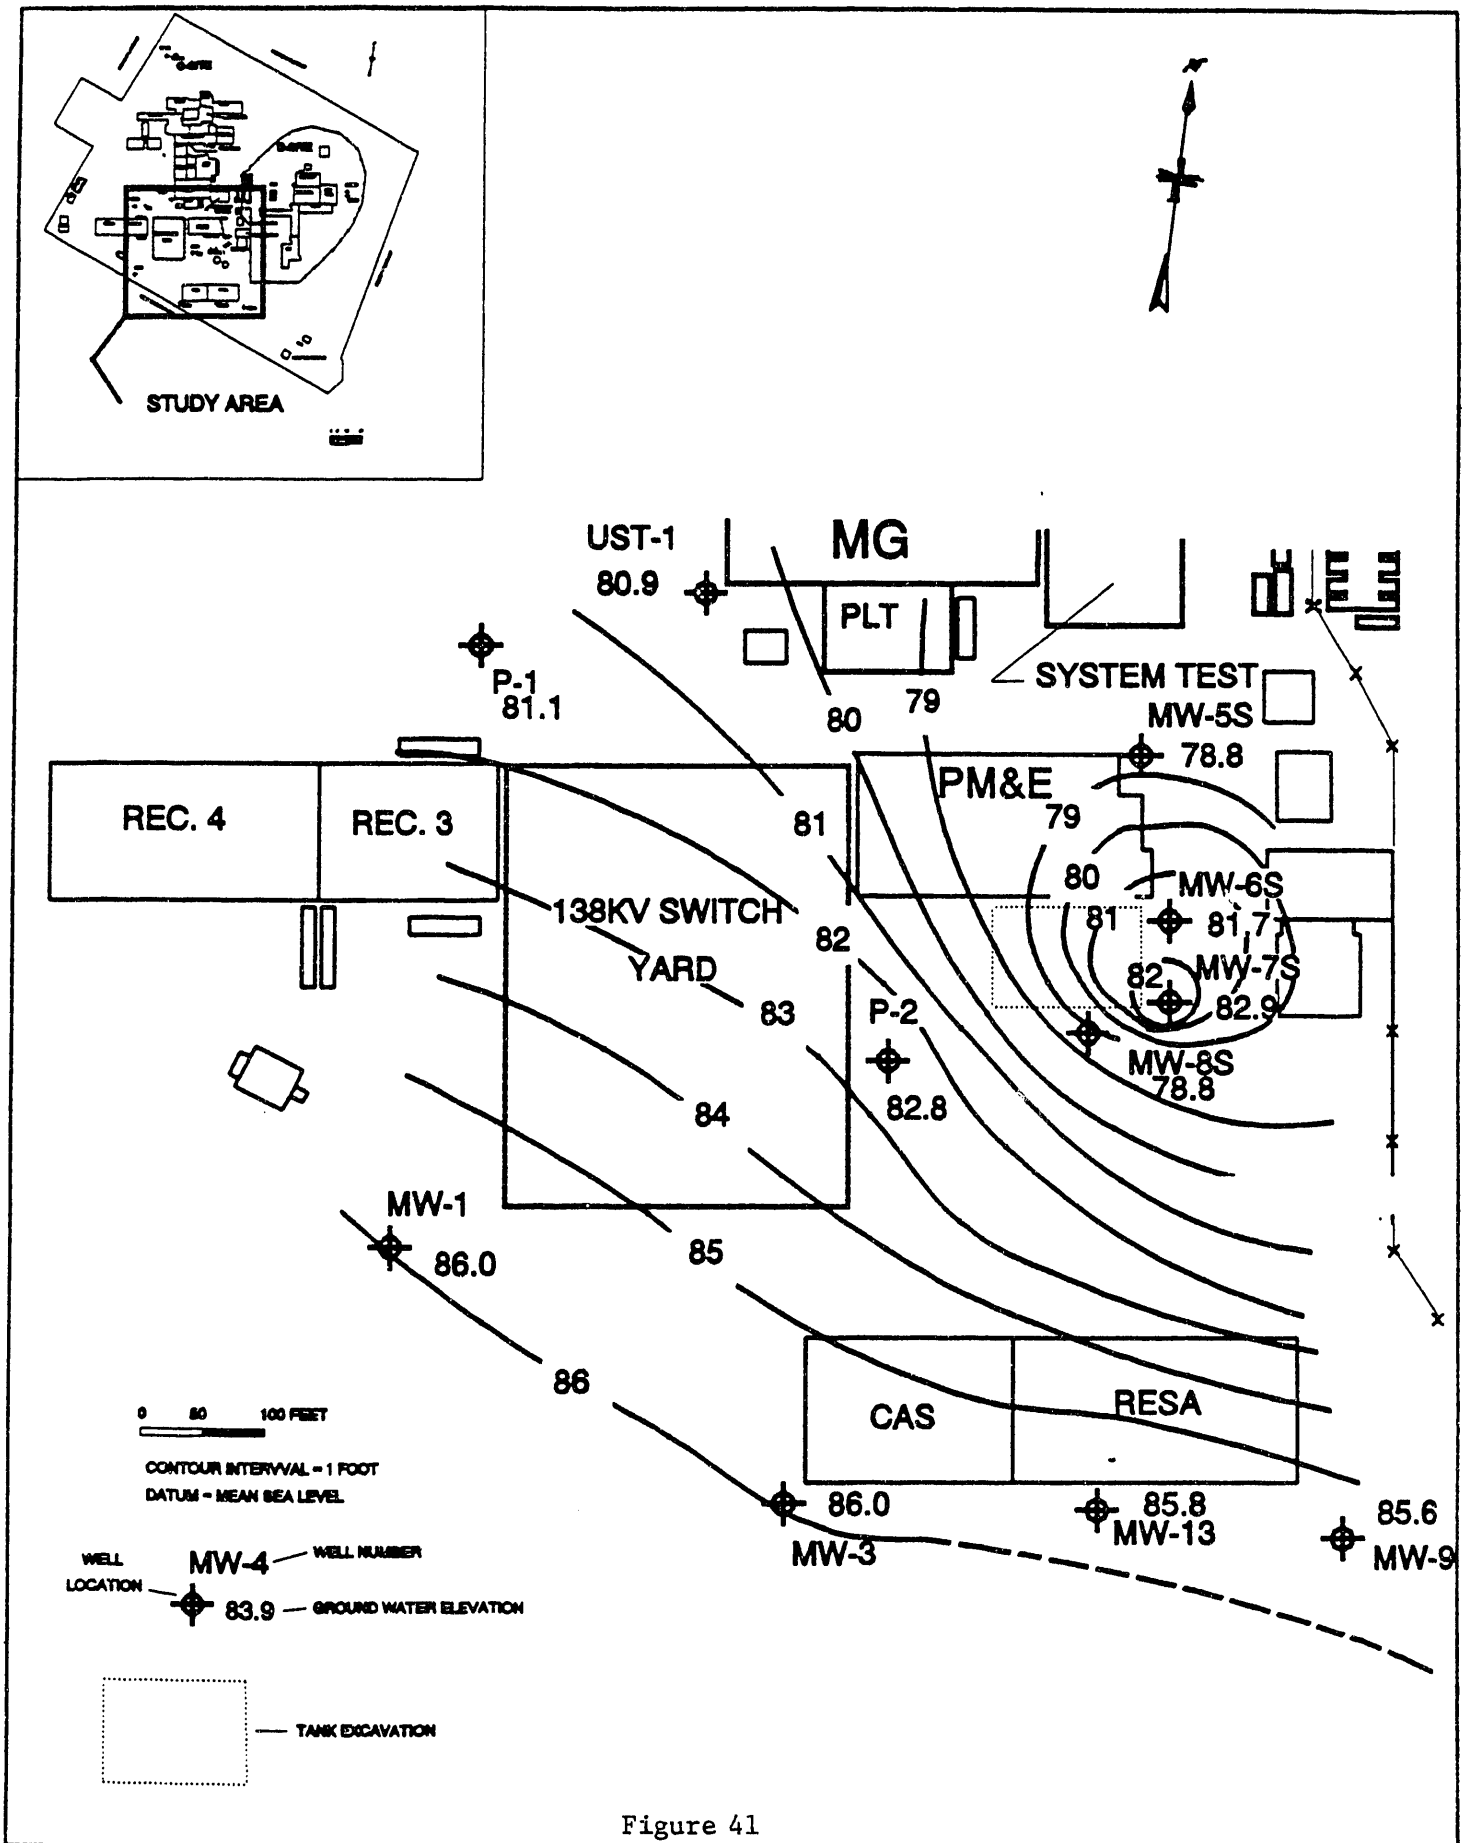 N
STUDY AREA
UST-1
80.9
MG
PLT
P-1
81.1
SYSTEM TEST
79
80
MW-5S
78.8
REC. 4
REC. 3
PM&E
81
79
80
MW-6S
138KV SWITCH
81
81.7
82
YARD
82
MW-7S
83
P-2
82.9
MW-8S
78.8
84
82.8
MW-1
86.0
85
86
CAS
RESA
0 50 100 FEET
CONTOUR INTERVVAL = 1 FOOT
DATUM = MEAN SEA LEVEL
86.0
85.8
85.6
MW-3
MW-13
MW-9
WELL
LOCATION
MW-4
WELL NUMBER
83.9
GROUND WATER ELEVATION
TANK EXCAVATION
Figure 41